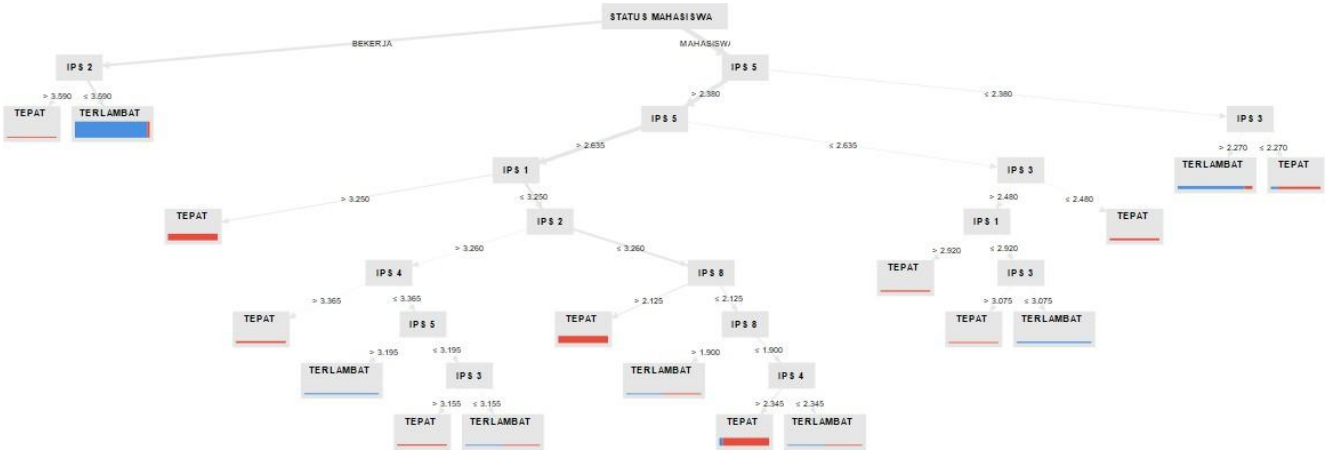 STATUS MAHASISWA
BEKERJA
MAHASISW
IPS 2
IPS 5
> 3.590 ≤ 3.590
> 2.380
≤ 2.380
TEPAT
TERLAMBAT
IPS 5
IPS 3
> 2.635
≤ 2.635
> 2.270 ≤ 2.270
IPS 1
IPS 3
TERLAMBAT
TEPAT
> 3.250
≤ 3.250
> 2.480
≤ 2.480
TEPAT
IPS 2
IPS 1
TEPAT
> 3.260
≤ 3.260
> 2.920
≤ 2.920
IPS 4
IPS 8
TEPAT
IPS 3
> 3.365
≤ 3.365
> 2.125
≤ 2.125
> 3.075
≤ 3.075
TEPAT
IPS 5
TEPAT
IPS 8
TEPAT
TERLAMBAT
> 3.195
≤ 3.195
> 1.900
≤ 1.900
TERLAMBAT
IPS 3
TERLAMBAT
IPS 4
> 3.155 ≤ 3.155
> 2.345 ≤ 2.345
TEPAT
TERLAMBAT
TEPAT
TERLAMBAT